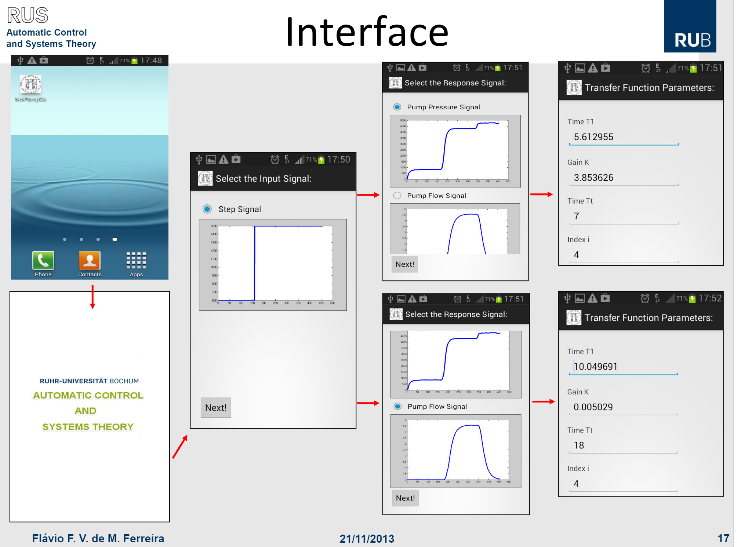 RUS
Automatic Control
and Systems Theory
Interface
RUB
71% 17:48
Phone
Contacts
Apps
RUHR-UNIVERSITÄT BOCHUM
AUTOMATIC CONTROL
AND
SYSTEMS THEORY
71% 17:50
Select the Input Signal:
Step Signal
Next!
71% 17:51
Select the Response Signal:
Pump Pressure Signal
Pump Flow Signal
Next!
71% 17:51
Transfer Function Parameters:
Time T1
5.612955
Gain K
3.853626
Time Tt
7
Index i
4
71% 17:51
Select the Response Signal:
Pump Flow Signal
Next!
71% 17:52
Transfer Function Parameters:
Time T1
10.049691
Gain K
0.005029
Time Tt
18
Index i
4
Flávio F. V. de M. Ferreira
21/11/2013
17